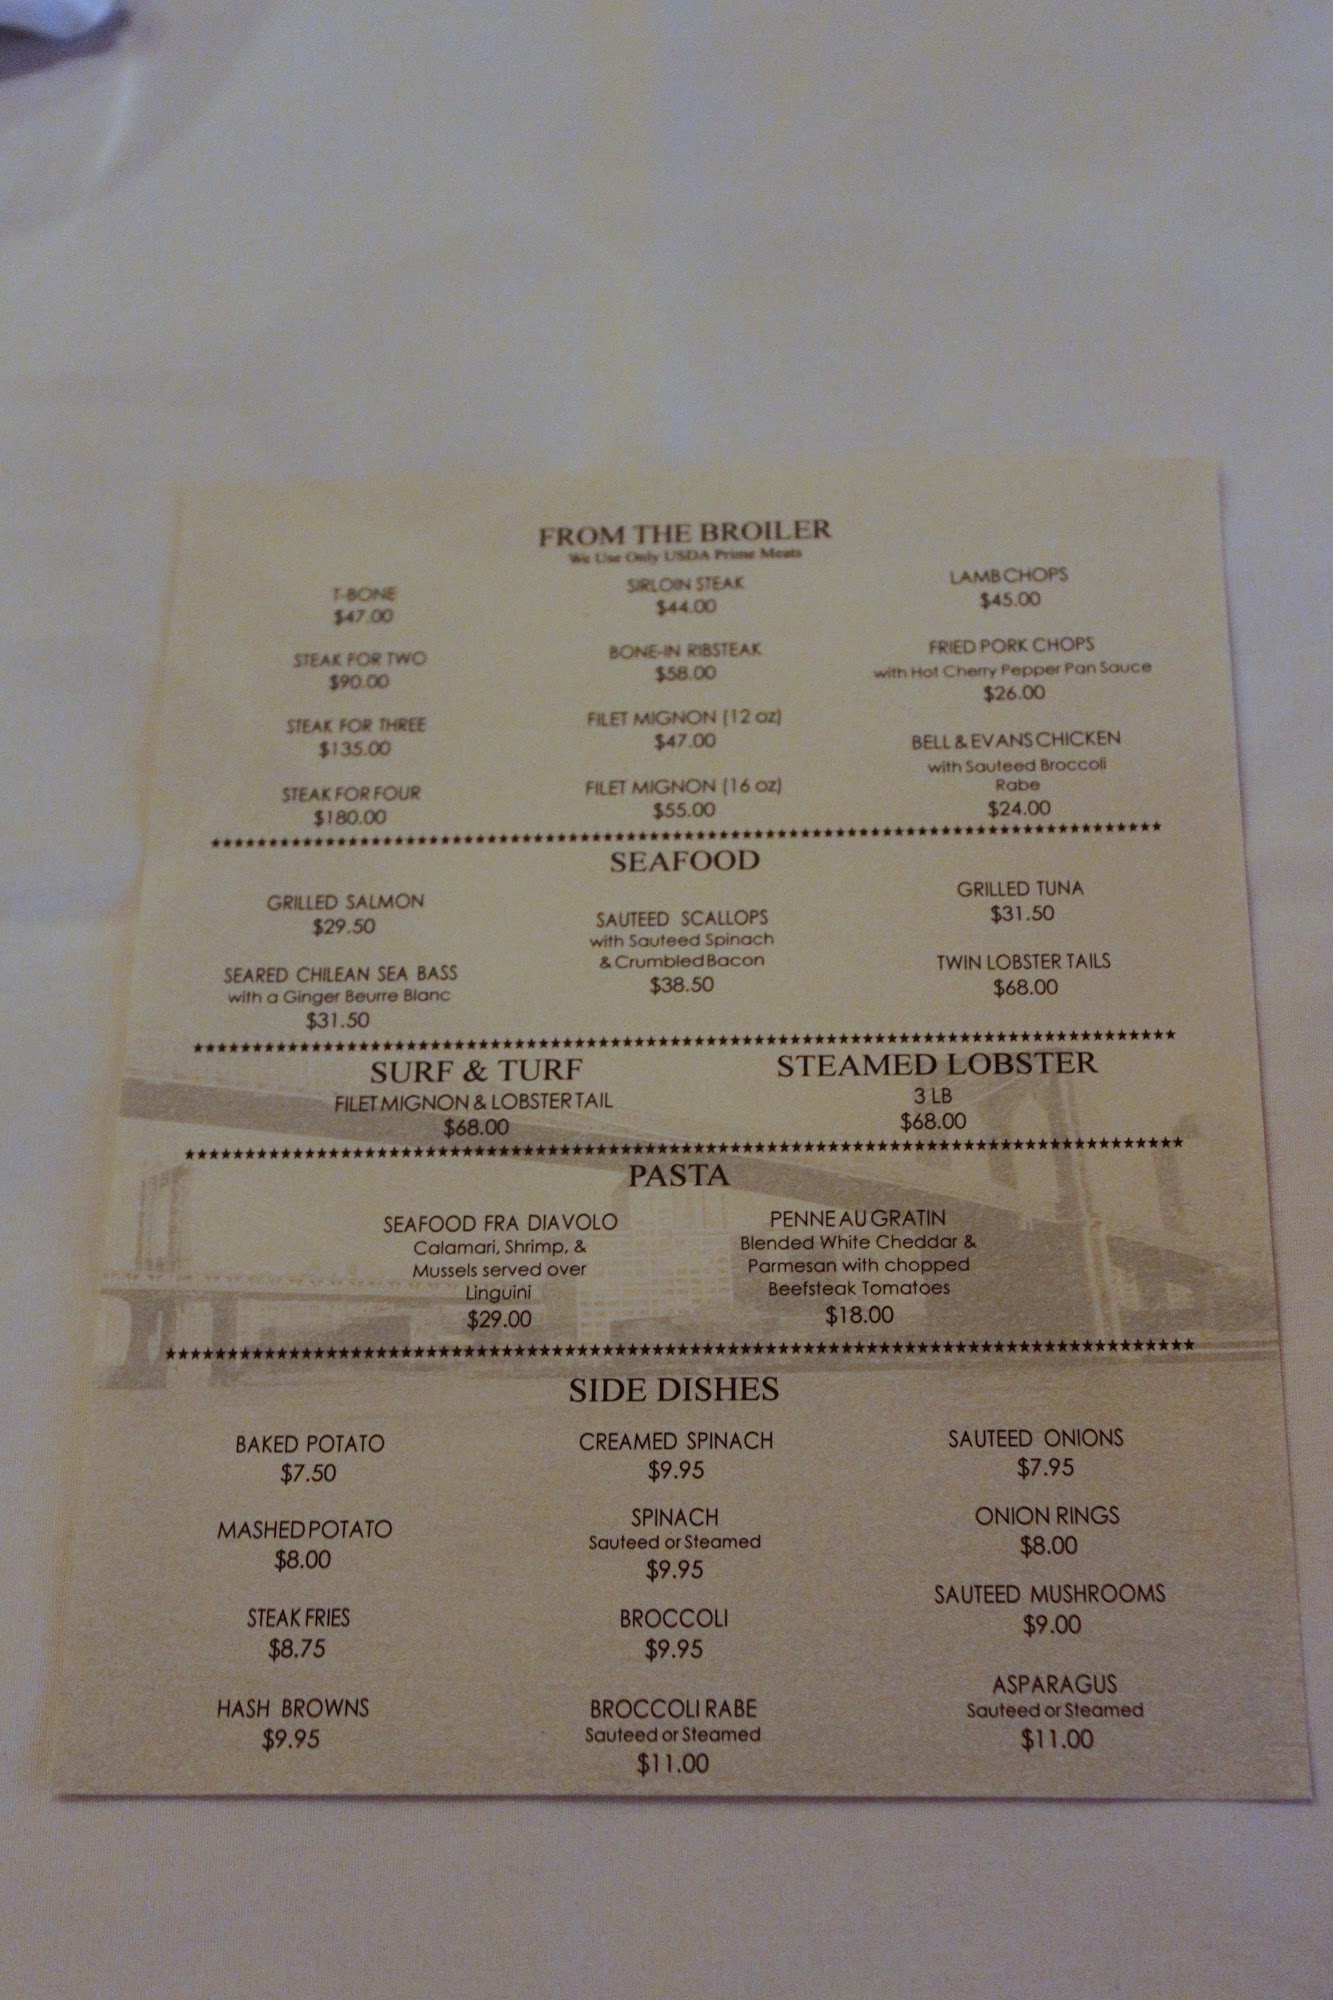 FROM THE BROILER
We Use Only USDA Prime Meats
T-BONE
$47.00
STEAK FOR TWO
$90.00
STEAK FOR THREE
$135.00
STEAK FOR FOUR
$180.00
SIRLOIN STEAK
$44.00
BONE-IN RIBSTEAK
$58.00
FILET MIGNON (12 oz)
$47.00
FILET MIGNON (16 oz)
$55.00
LAMB CHOPS
$45.00
FRIED PORK CHOPS
with Hot Cherry Pepper Pan Sauce
$26.00
BELL & EVANS CHICKEN
with Sauteed Broccoli
Rabe
$24.00
SEAFOOD
GRILLED SALMON
$29.50
SEARED CHILEAN SEA BASS
with a Ginger Beurre Blanc
$31.50
SAUTEED SCALLOPS
with Sauteed Spinach
& Crumbled Bacon
$38.50
GRILLED TUNA
$31.50
TWIN LOBSTER TAILS
$68.00
SURF & TURF
FILET MIGNON & LOBSTER TAIL
$68.00
STEAMED LOBSTER
3 LB
$68.00
PASTA
SEAFOOD FRA DIAVOLO
Calamari, Shrimp, &
Mussels served over
Linguini
$29.00
PENNE AU GRATIN
Blended White Cheddar &
Parmesan with chopped
Beefsteak Tomatoes
$18.00
SIDE DISHES
BAKED POTATO
$7.50
MASHED POTATO
$8.00
STEAK FRIES
$8.75
HASH BROWNS
$9.95
CREAMED SPINACH
$9.95
SPINACH
Sauteed or Steamed
$9.95
BROCCOLI
$9.95
BROCCOLI RABE
Sauteed or Steamed
$11.00
SAUTEED ONIONS
$7.95
ONION RINGS
$8.00
SAUTEED MUSHROOMS
$9.00
ASPARAGUS
Sauteed or Steamed
$11.00